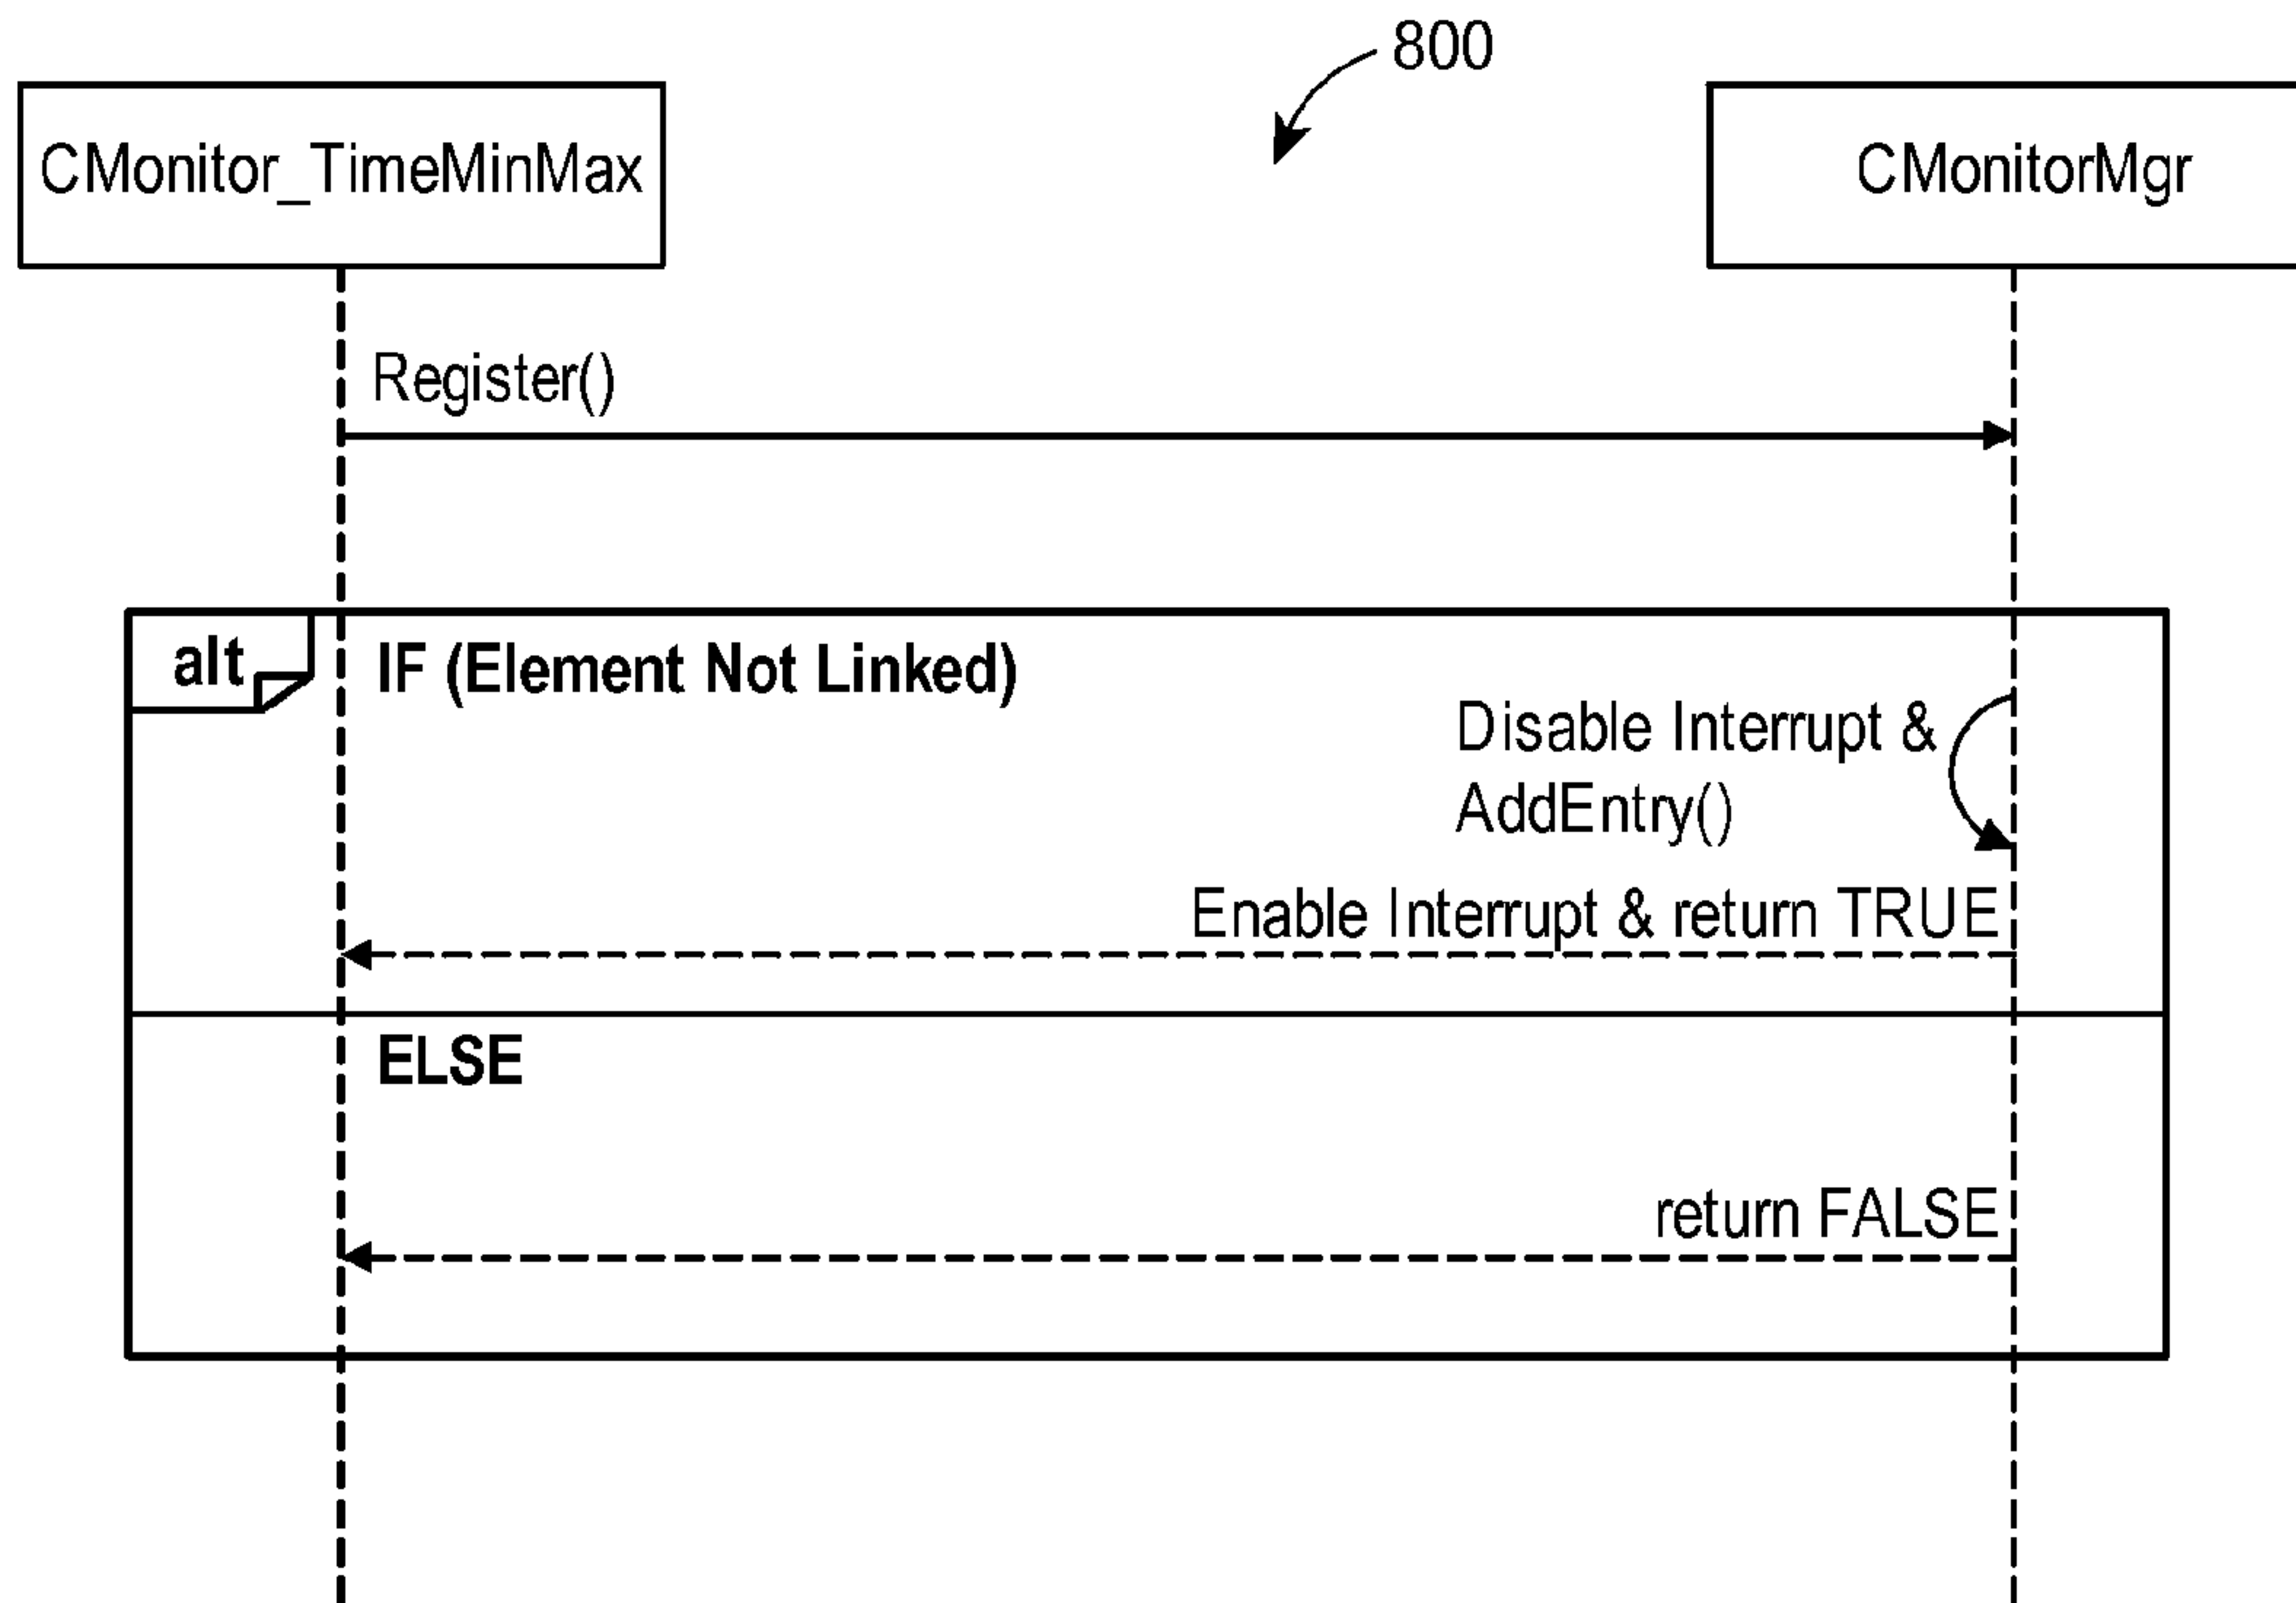 800
CMonitor_TimeMinMax
CMonitorMgr
Register()
alt
IF (Element Not Linked)
Disable Interrupt &
AddEntry()
Enable Interrupt & return TRUE
ELSE
return FALSE